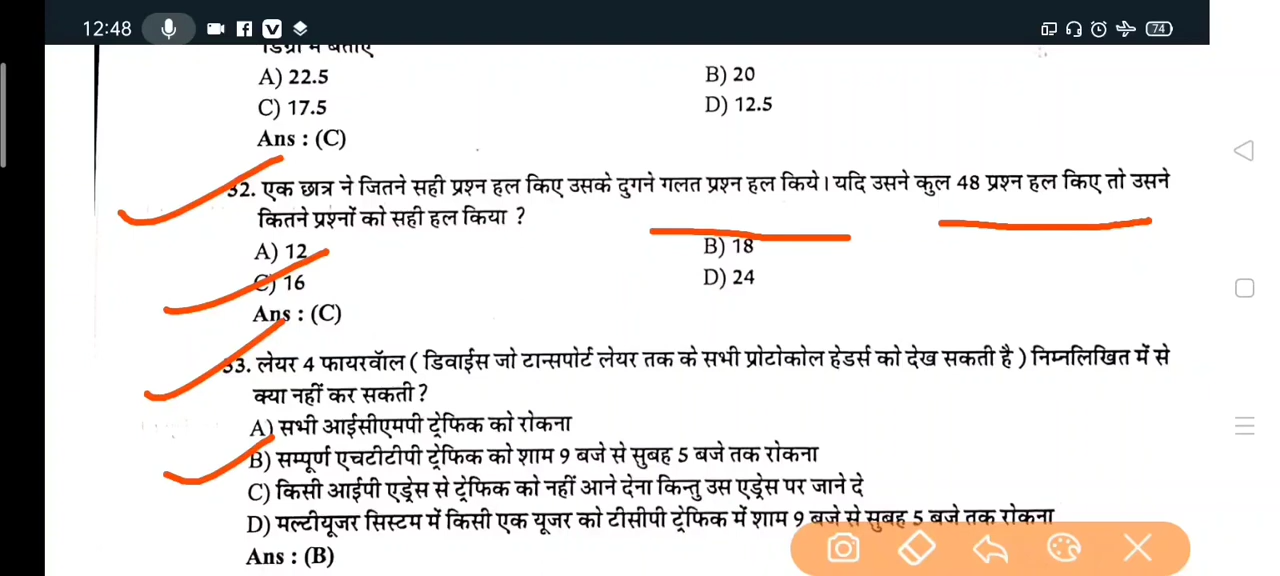 12:48
74
डिग्री में बताए
A) 22.5
B) 20
C) 17.5
D) 12.5
Ans : (C)
32. एक छात्र ने जितने सही प्रश्न हल किए उसके दुगने गलत प्रश्न हल किये। यदि उसने कुल 48 प्रश्न हल किए तो उसने
कितने प्रश्नों को सही हल किया ?
A) 12
B) 18
C) 16
D) 24
Ans : (C)
33. लेयर 4 फायरवॉल ( डिवाईस जो टान्सपोर्ट लेयर तक के सभी प्रोटोकोल हेडर्स को देख सकती है ) निम्नलिखित में से
क्या नहीं कर सकती ?
A) सभी आईसीएमपी ट्रेफिक को रोकना
B) सम्पूर्ण एचटीटीपी ट्रेफिक को शाम 9 बजे से सुबह 5 बजे तक रोकना
C) किसी आईपी एड्रेस से ट्रेफिक को नहीं आने देना किन्तु उस एड्रेस पर जाने दे
D) मल्टीयूजर सिस्टम में किसी एक यूजर को टीसीपी ट्रेफिक में शाम 9 बजे से सुबह 5 बजे तक रोकना
Ans : (B)